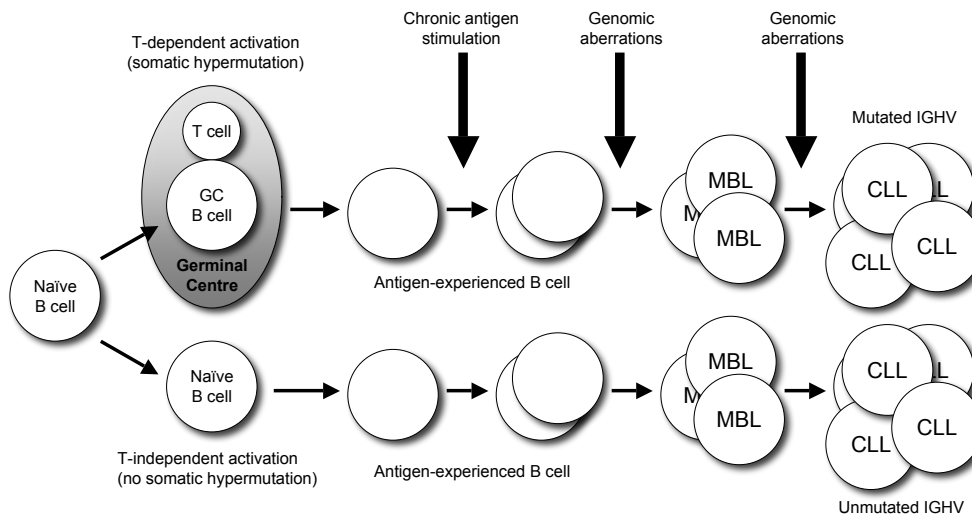 Chronic antigen
stimulation
Genomic
aberrations
Genomic
aberrations
T-dependent activation
(somatic hypermutation)
Mutated IGHV
T cell
GC
B cell
Germinal
Centre
Naïve
B cell
Antigen-experienced B cell
MBL
M
MBL
CLL
LL
CLL
CLL
Naïve
B cell
T-independent activation
(no somatic hypermutation)
Antigen-experienced B cell
MBL
M
MBL
CLL
LL
CLL
CLL
Unmutated IGHV